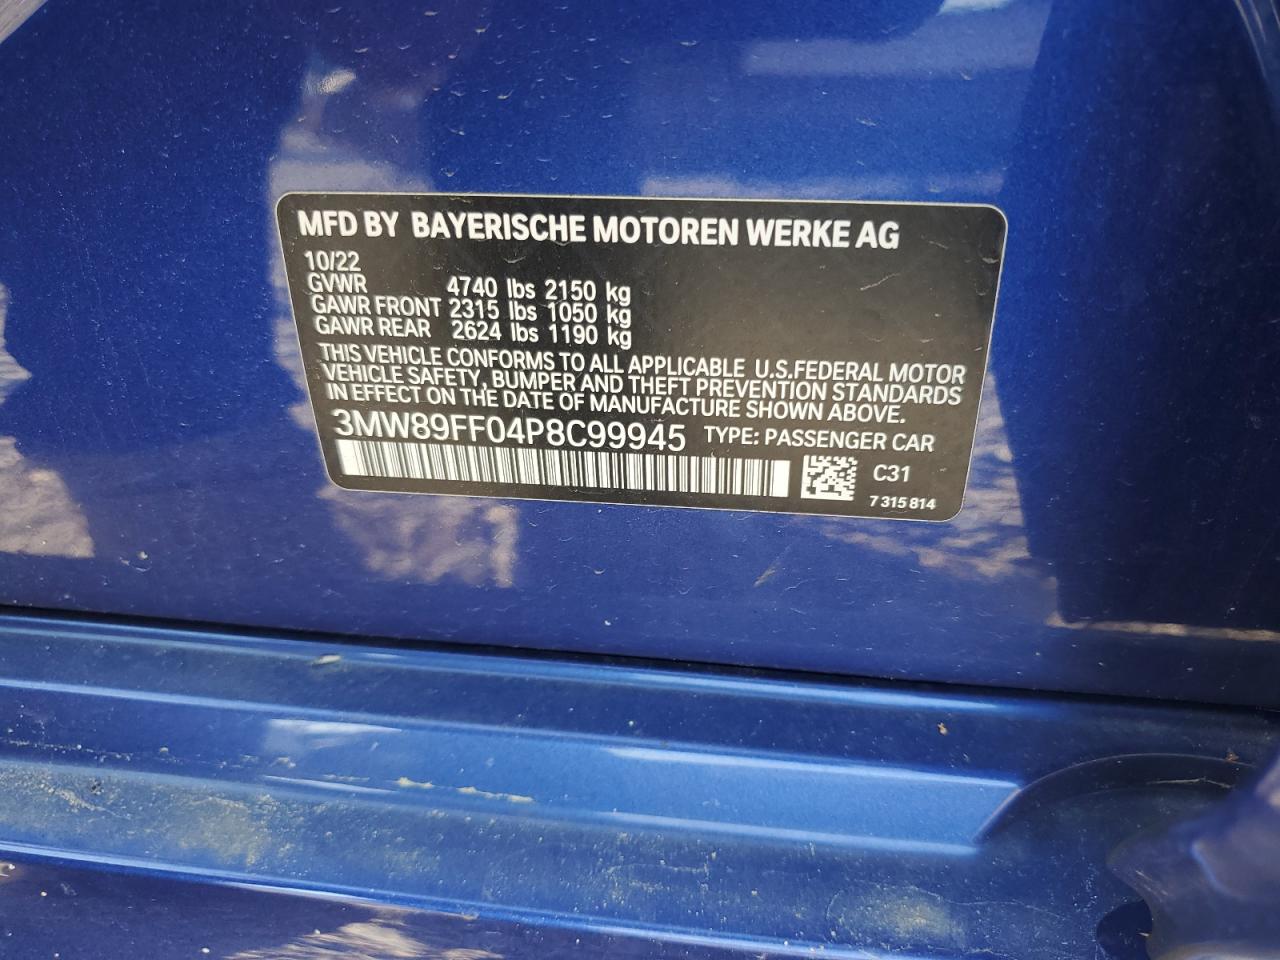 MFD BY BAYERISCHE MOTOREN WERKE AG
10/22
GVWR 4740 lbs 2150 kg
GAWR FRONT 2315 lbs 1050 kg
GAWR REAR 2624 lbs 1190 kg
THIS VEHICLE CONFORMS TO ALL APPLICABLE U.S.FEDERAL MOTOR
VEHICLE SAFETY, BUMPER AND THEFT PREVENTION STANDARDS
IN EFFECT ON THE DATE OF MANUFACTURE SHOWN ABOVE.
3MW89FF04P8C99945 TYPE: PASSENGER CAR
C31
7 315 814